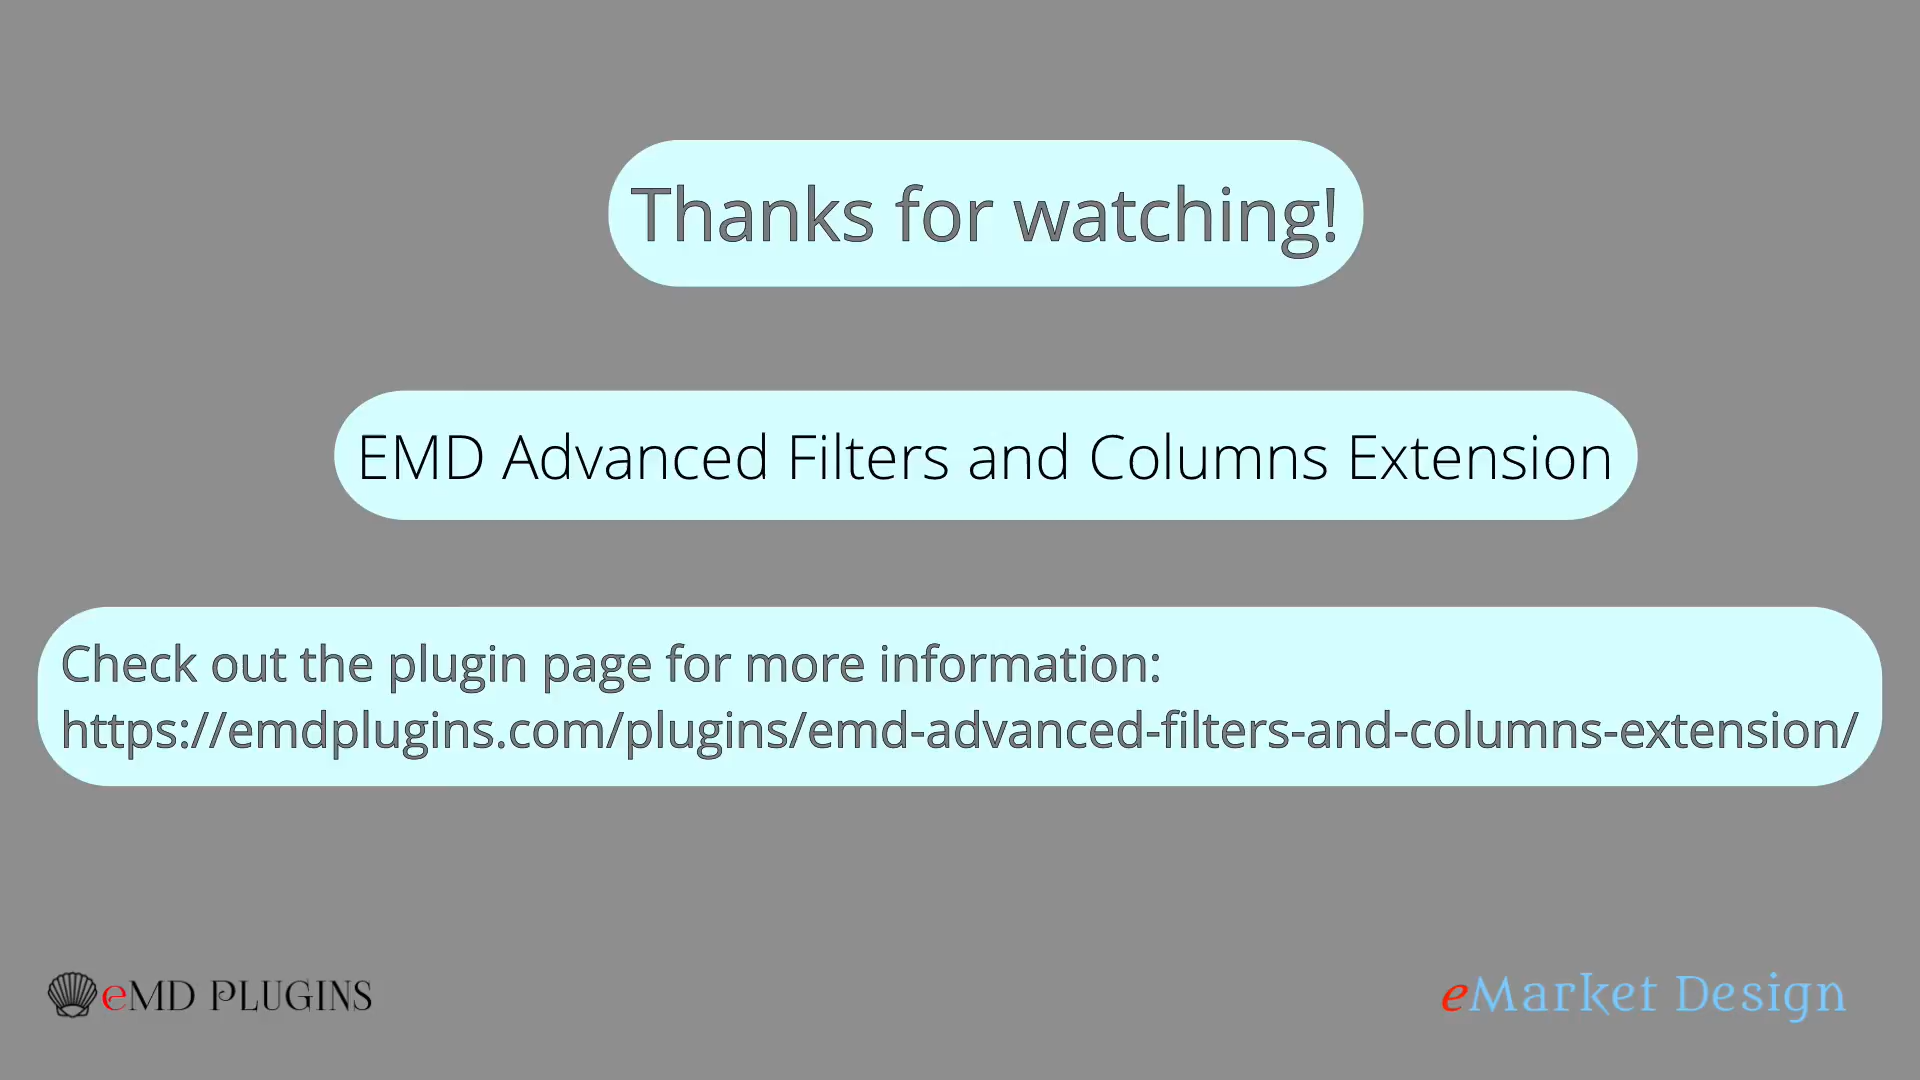 Thanks for watching!
EMD Advanced Filters and Columns Extension
Check out the plugin page for more information:
https://emdplugins.com/plugins/emd-advanced-filters-and-columns-extension/
eMD PLUGINS
eMarket Design